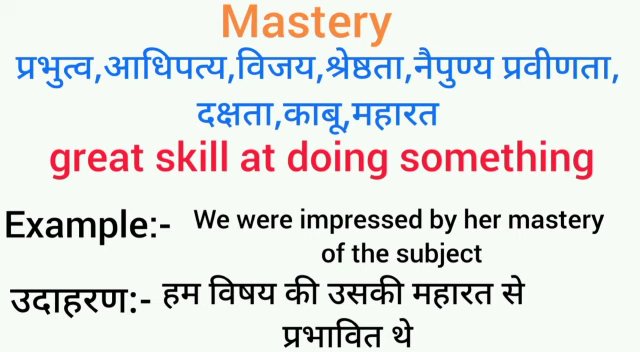 Mastery
प्रभुत्व,आधिपत्य,विजय,श्रेष्ठता,नैपुण्य प्रवीणता,
दक्षता,काबू,महारत
great skill at doing something
Example:- We were impressed by her mastery
of the subject
उदाहरण:- हम विषय की उसकी महारत से
प्रभावित थे